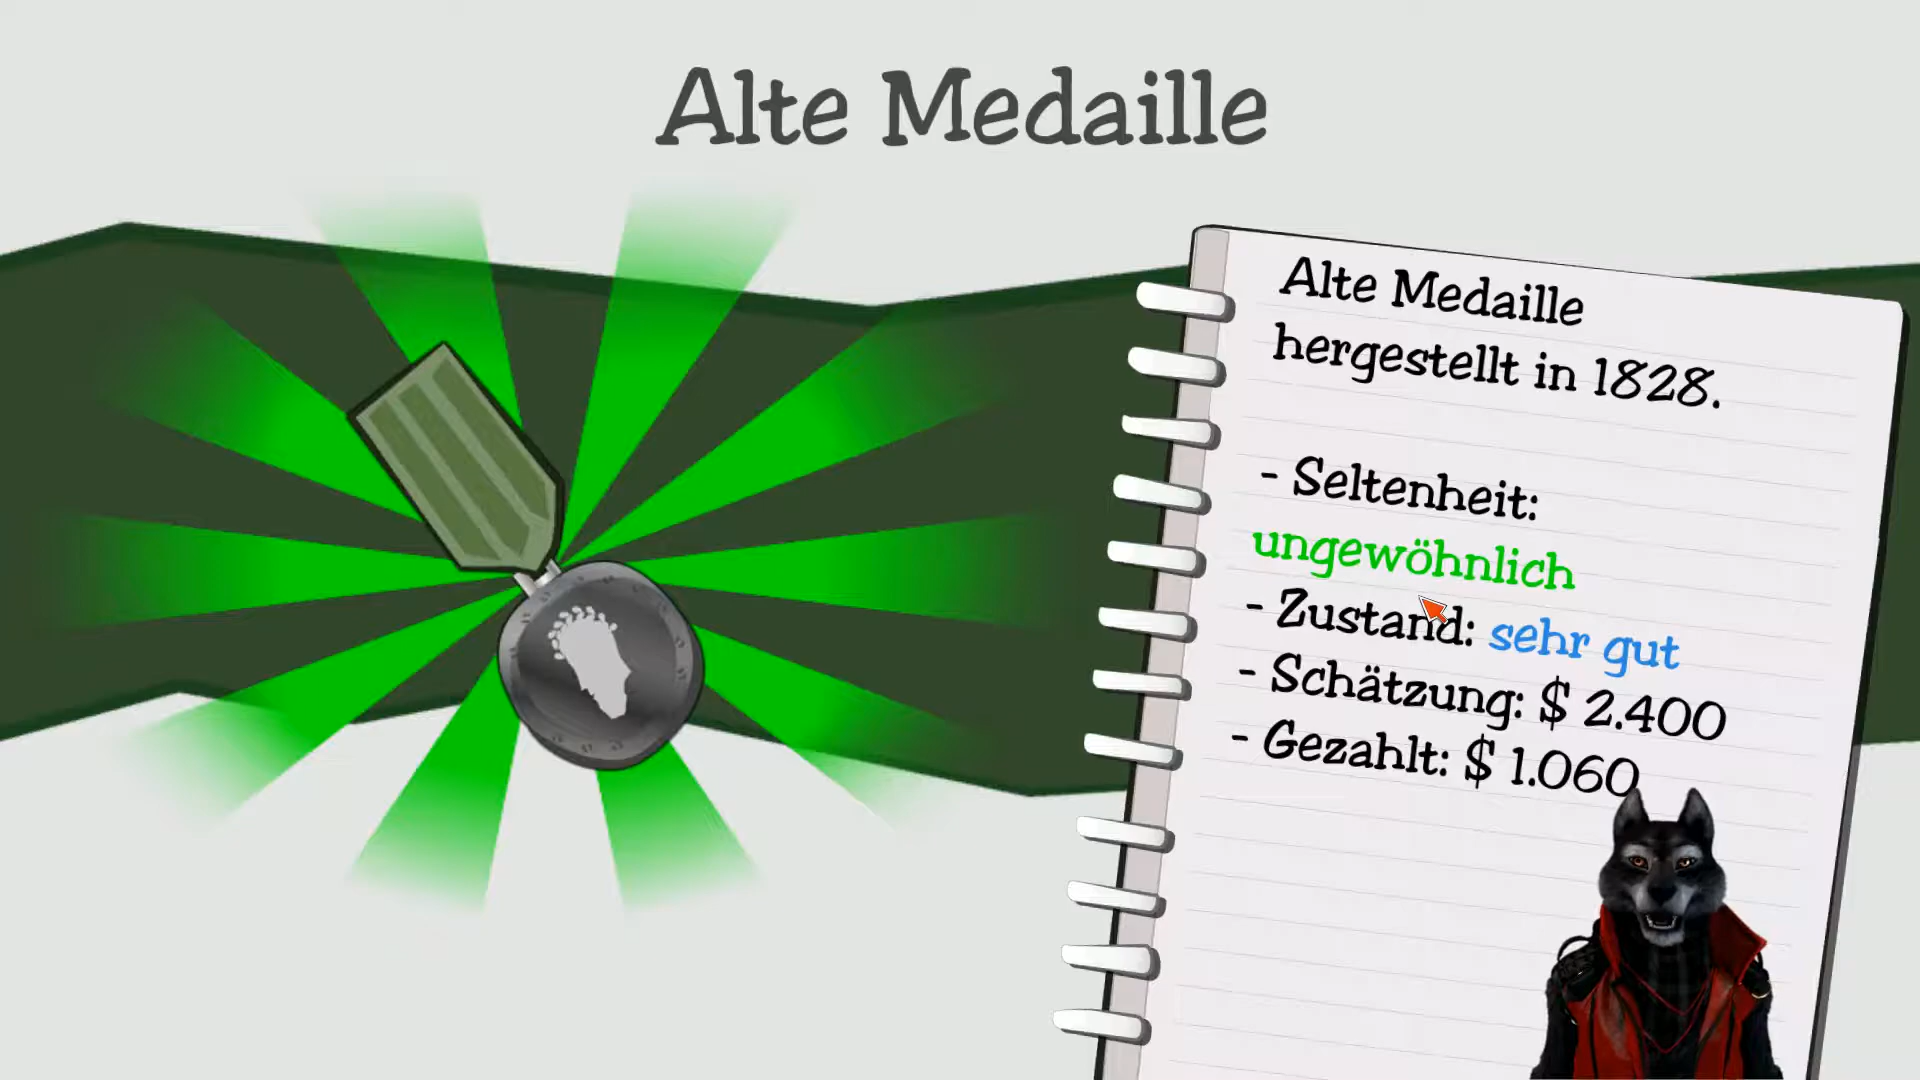 Alte Medaille
Alte Medaille
hergestellt in 1828.
- Seltenheit:
ungewöhnlich
- Zustand: sehr gut
- Schätzung: $ 2.400
- Gezahlt: $ 1.060